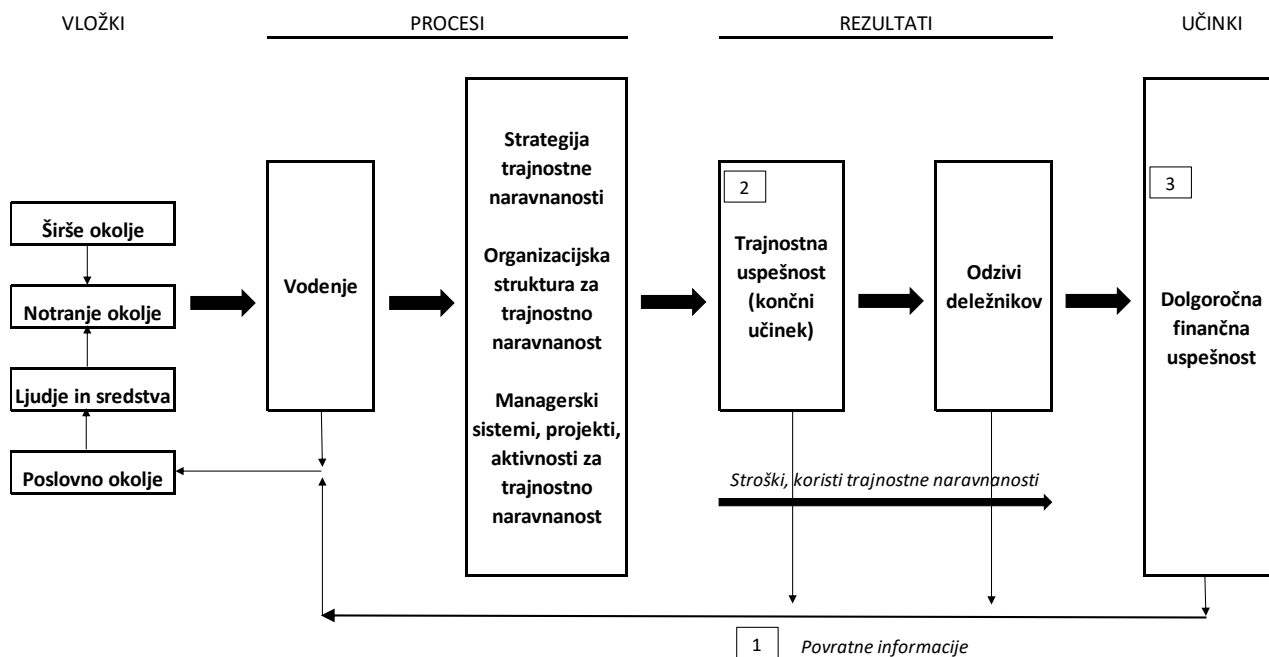 VLOŽKI
PROCESI
REZULTATI
UČINKI
Širše okolje
Notranje okolje
Ljudje in sredstva
Poslovno okolje
Vodenje
Strategija
trajnostne
naravnanosti
Organizacijska
struktura za
trajnostno
naravnanost
Managerski
sistemi, projekti,
aktivnosti za
trajnostno
naravnanost
2
Trajnostna
uspešnost
(končni
učinek)
Odzivi
deležnikov
Stroški, koristi trajnostne naravnanosti
3
Dolgoročna
finančna
uspešnost
1
Povratne informacije